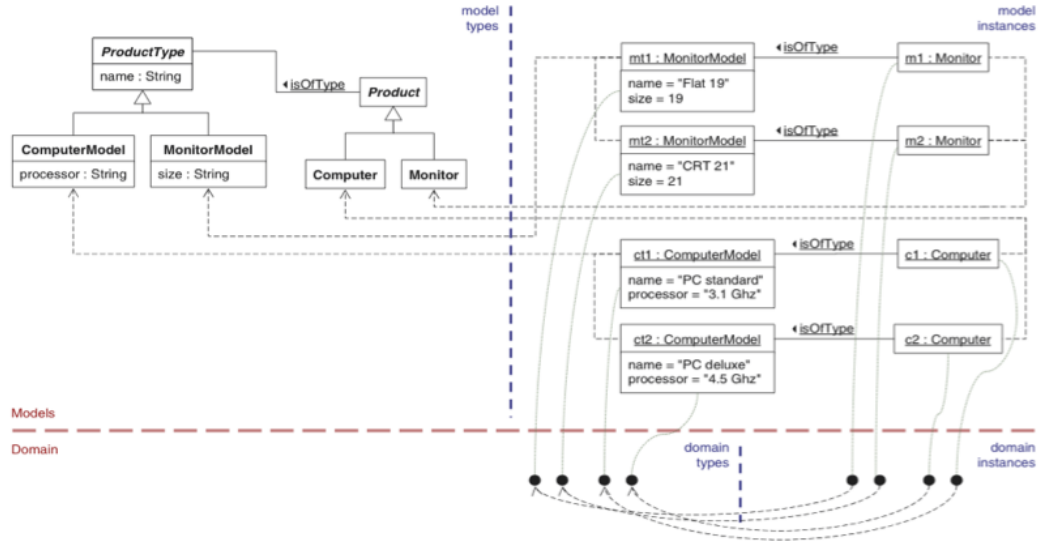 model
types
model
instances
ProductType
name : String
◂ isOfType
Product
ComputerModel
processor : String
MonitorModel
size : String
Computer
Monitor
mt1 : MonitorModel
name = "Flat 19"
size = 19
◂ isOfType
m1 : Monitor
mt2 : MonitorModel
name = "CRT 21"
size = 21
◂ isOfType
m2 : Monitor
ct1 : ComputerModel
name = "PC standard"
processor = "3.1 Ghz"
◂ isOfType
c1 : Computer
ct2 : ComputerModel
name = "PC deluxe"
processor = "4.5 Ghz"
◂ isOfType
c2 : Computer
Models
Domain
domain
types
domain
instances